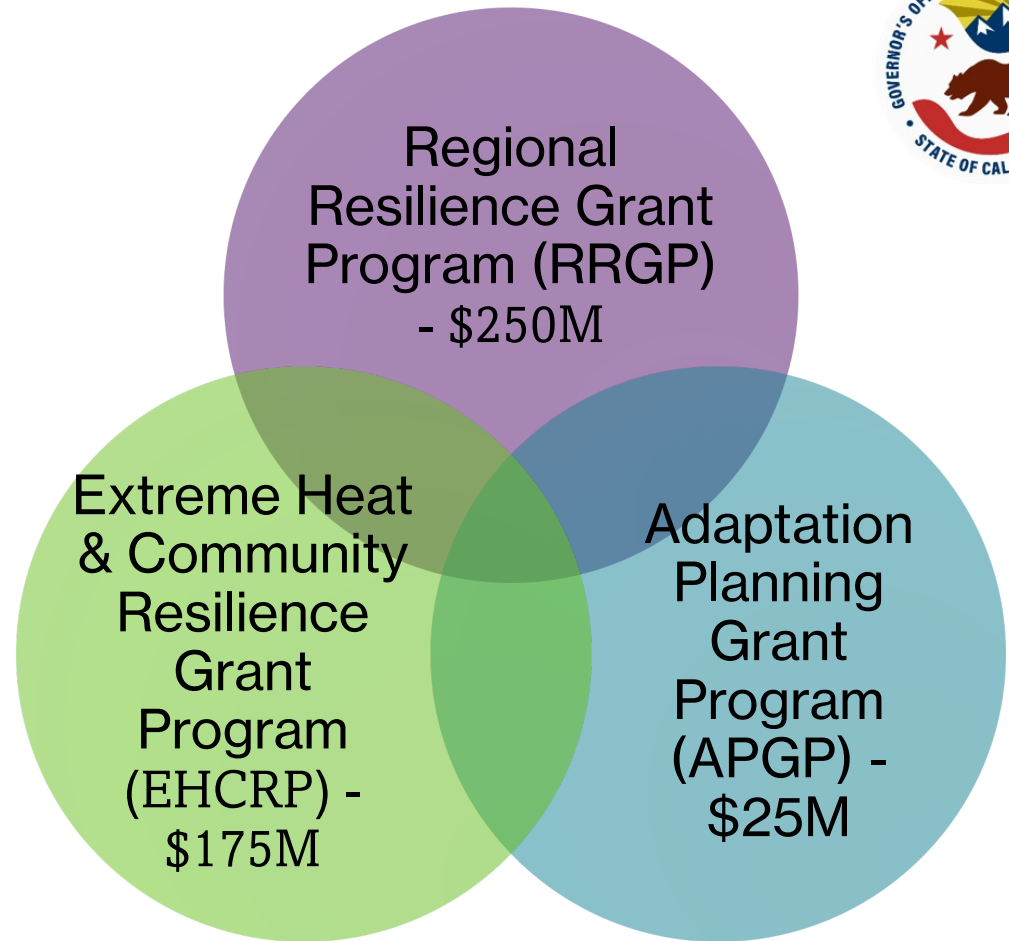 GOVERNOR'S
STATE OF
Regional
Resilience Grant
Program (RRGP)
- $250M
Extreme Heat
& Community
Resilience
Grant
Program
(EHCRP) -
$175M
Adaptation
Planning
Grant
Program
(APGP) -
$25M